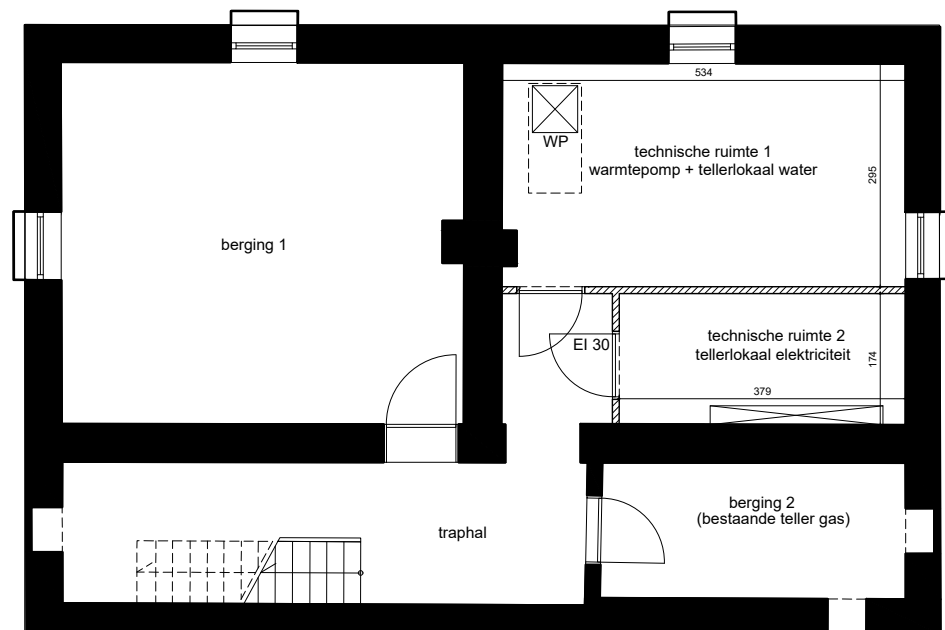 534
WP
technische ruimte 1
warmtepomp + tellerlokaal water
295
berging 1
EI 30
technische ruimte 2
tellerlokaal elektriciteit
174
379
berging 2
(bestaande teller gas)
traphal